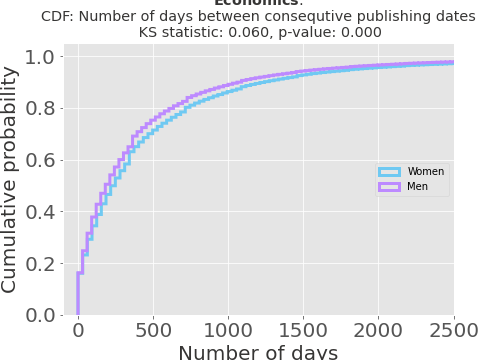 Economics.
CDF: Number of days between consequtive publishing dates
KS statistic: 0.060, p-value: 0.000
Cumulative probability
1.0
0.8
0.6
0.4
0.2
0.0
Women
Men
0 500 1000 1500 2000 2500
Number of days